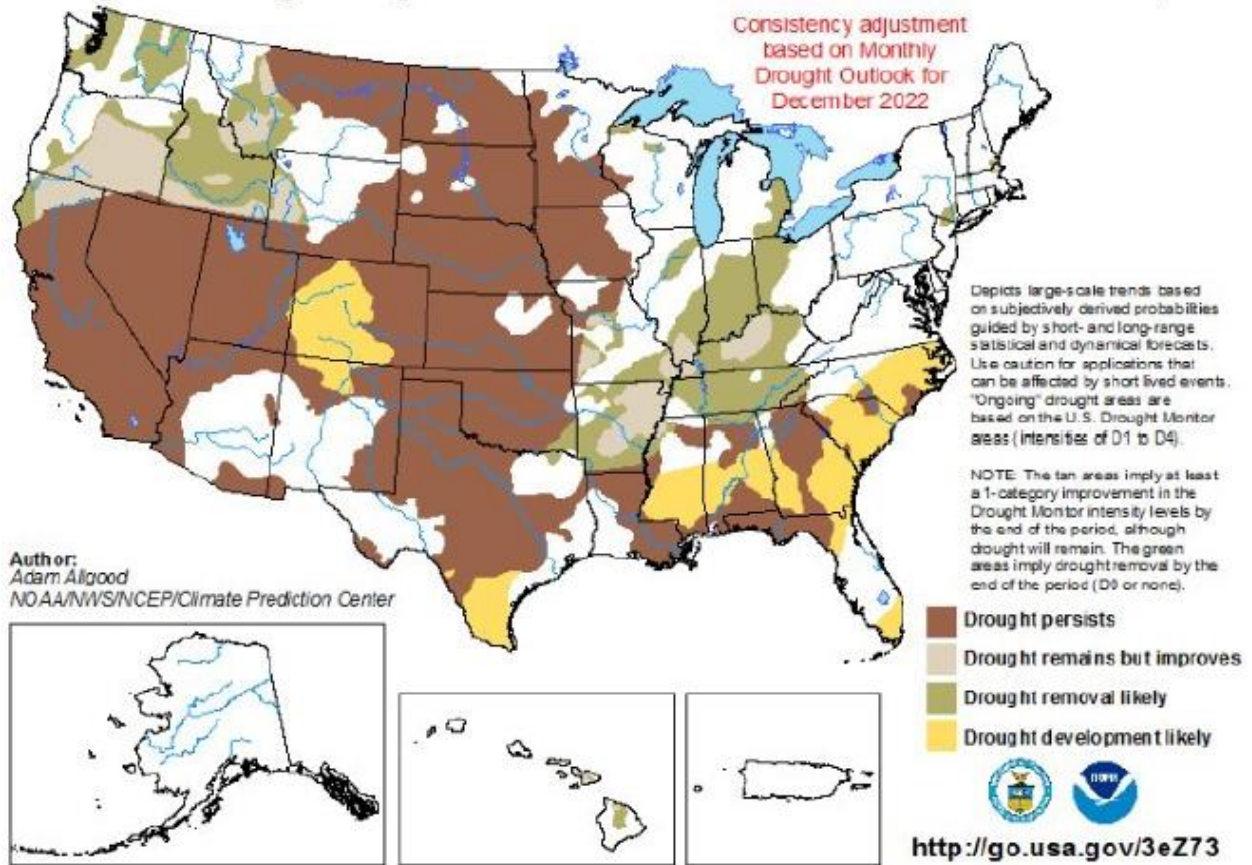 Consistency adjustment
based on Monthly
Drought Outlook for
December 2022
Depicts large-scale trends based
on subjectively derived probabilities
guided by short- and long-range
statistical and dynamical forecasts.
Use caution for applications that
can be affected by short lived events.
"Ongoing" drought areas are
based on the U.S. Drought Monitor
areas (intensities of D1 to D4).
NOTE: The tan areas imply at least
a 1-category improvement in the
Drought Monitor intensity levels by
the end of the period, although
drought will remain. The green
areas imply drought removal by the
end of the period (D0 or none).
Author:
Adam Allgood
NOAA/NWS/NCEP/Climate Prediction Center
Drought persists
Drought remains but improves
Drought removal likely
Drought development likely
NOAA
http://go.usa.gov/3eZ73